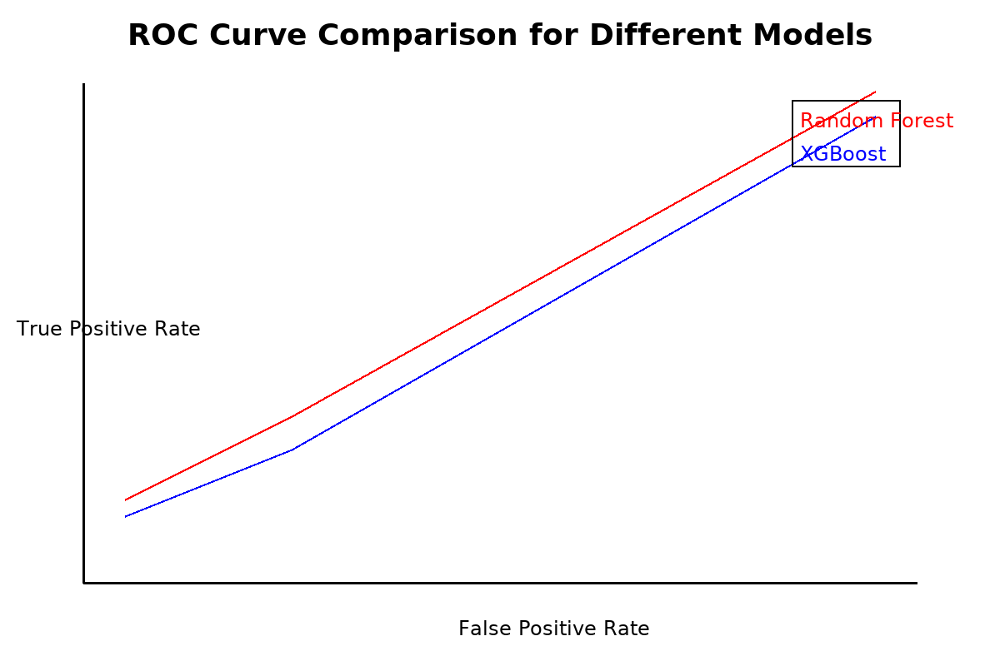 ROC Curve Comparison for Different Models
Random Forest
XGBoost
True Positive Rate
False Positive Rate